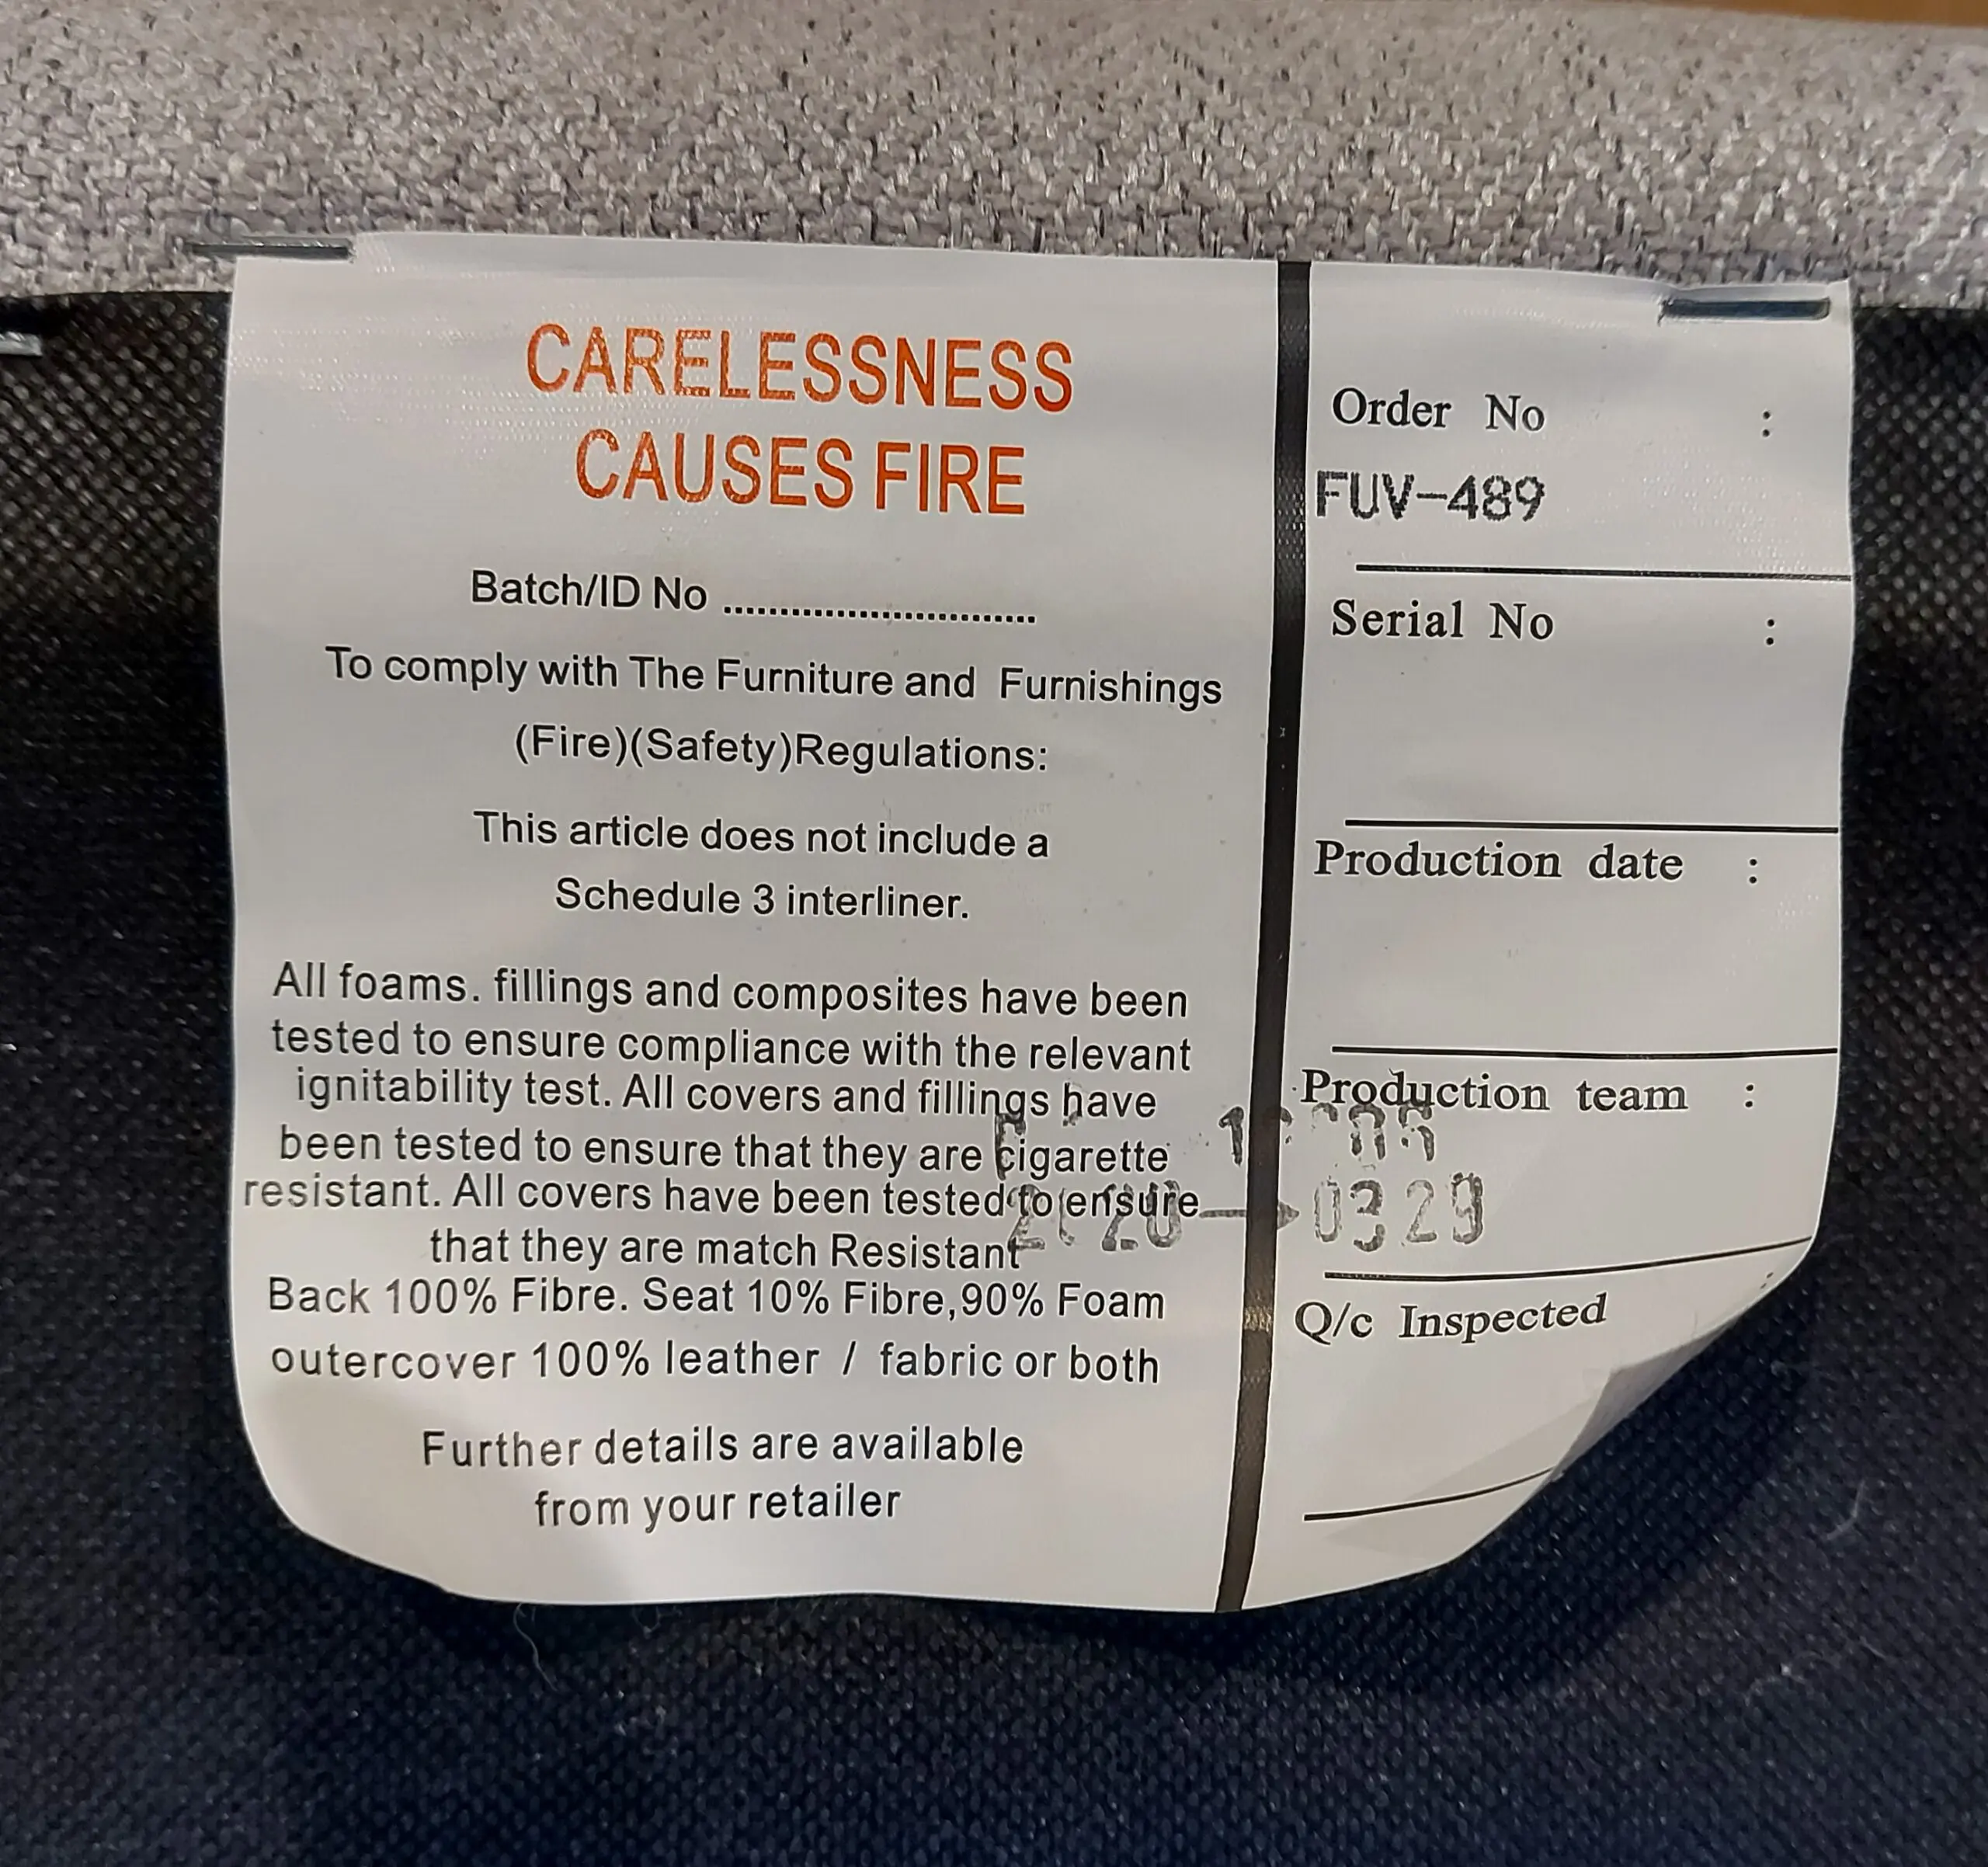 CARELESSNESS
CAUSES FIRE
Batch/ID No ............................
To comply with The Furniture and Furnishings
(Fire)(Safety)Regulations:
This article does not include a
Schedule 3 interliner.
All foams. fillings and composites have been
tested to ensure compliance with the relevant
ignitability test. All covers and fillings have
been tested to ensure that they are cigarette
resistant. All covers have been tested to ensure
that they are match Resistant
Back 100% Fibre. Seat 10% Fibre,90% Foam
outercover 100% leather / fabric or both
Further details are available
from your retailer
Order No :
FUV-489
Serial No :
Production date :
Production team :
2020 0329
Q/c Inspected :